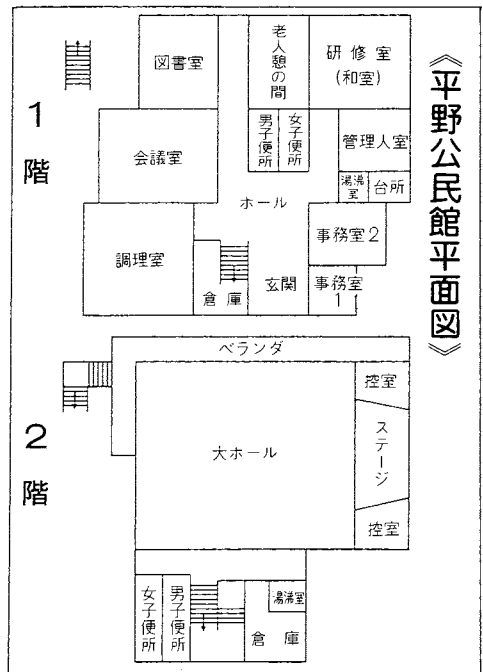 《平野公民館平面図》
1階
図書室
老人憩の間
研修室
(和室)
会議室
男子便所
女子便所
管理人室
湯沸室
台所
ホール
調理室
事務室2
倉庫
玄関
事務室
1
2階
ベランダ
控室
大ホール
ステージ
控室
女子便所
男子便所
湯沸室
倉庫